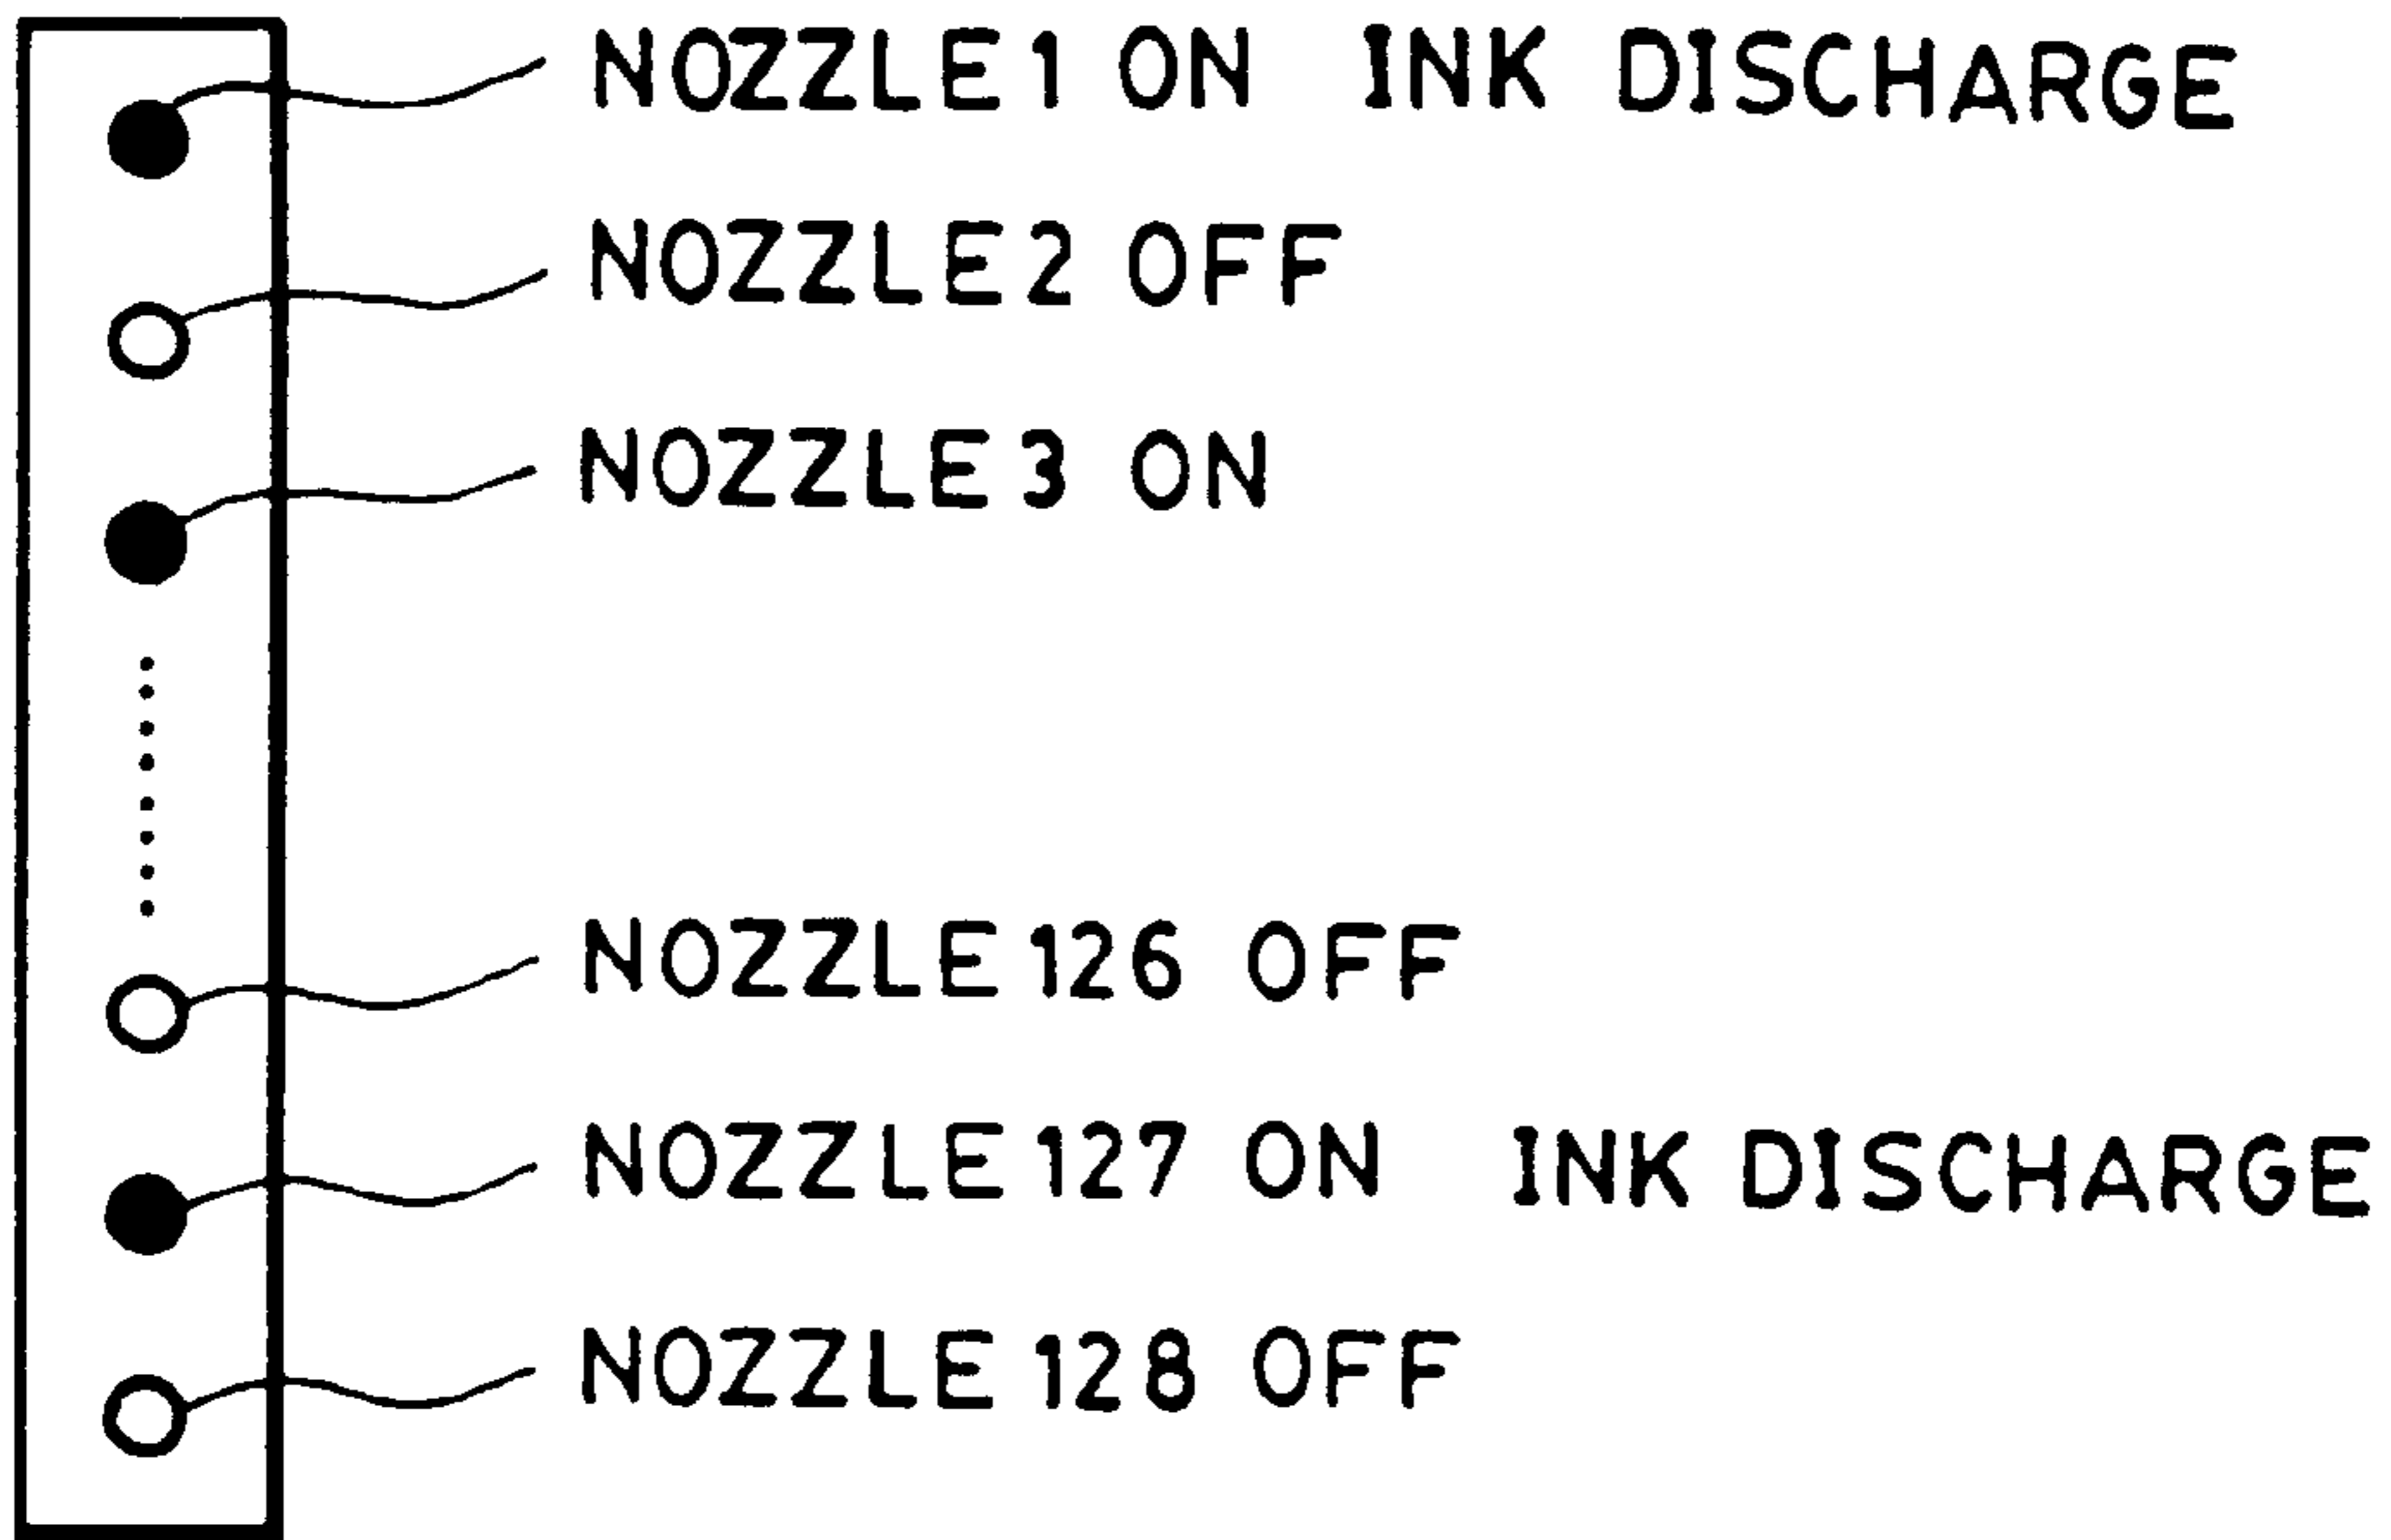 NOZZLE 1 ON INK DISCHARGE
NOZZLE 2 OFF
NOZZLE 3 ON
NOZZLE 126 OFF
NOZZLE 127 ON INK DISCHARGE
NOZZLE 128 OFF